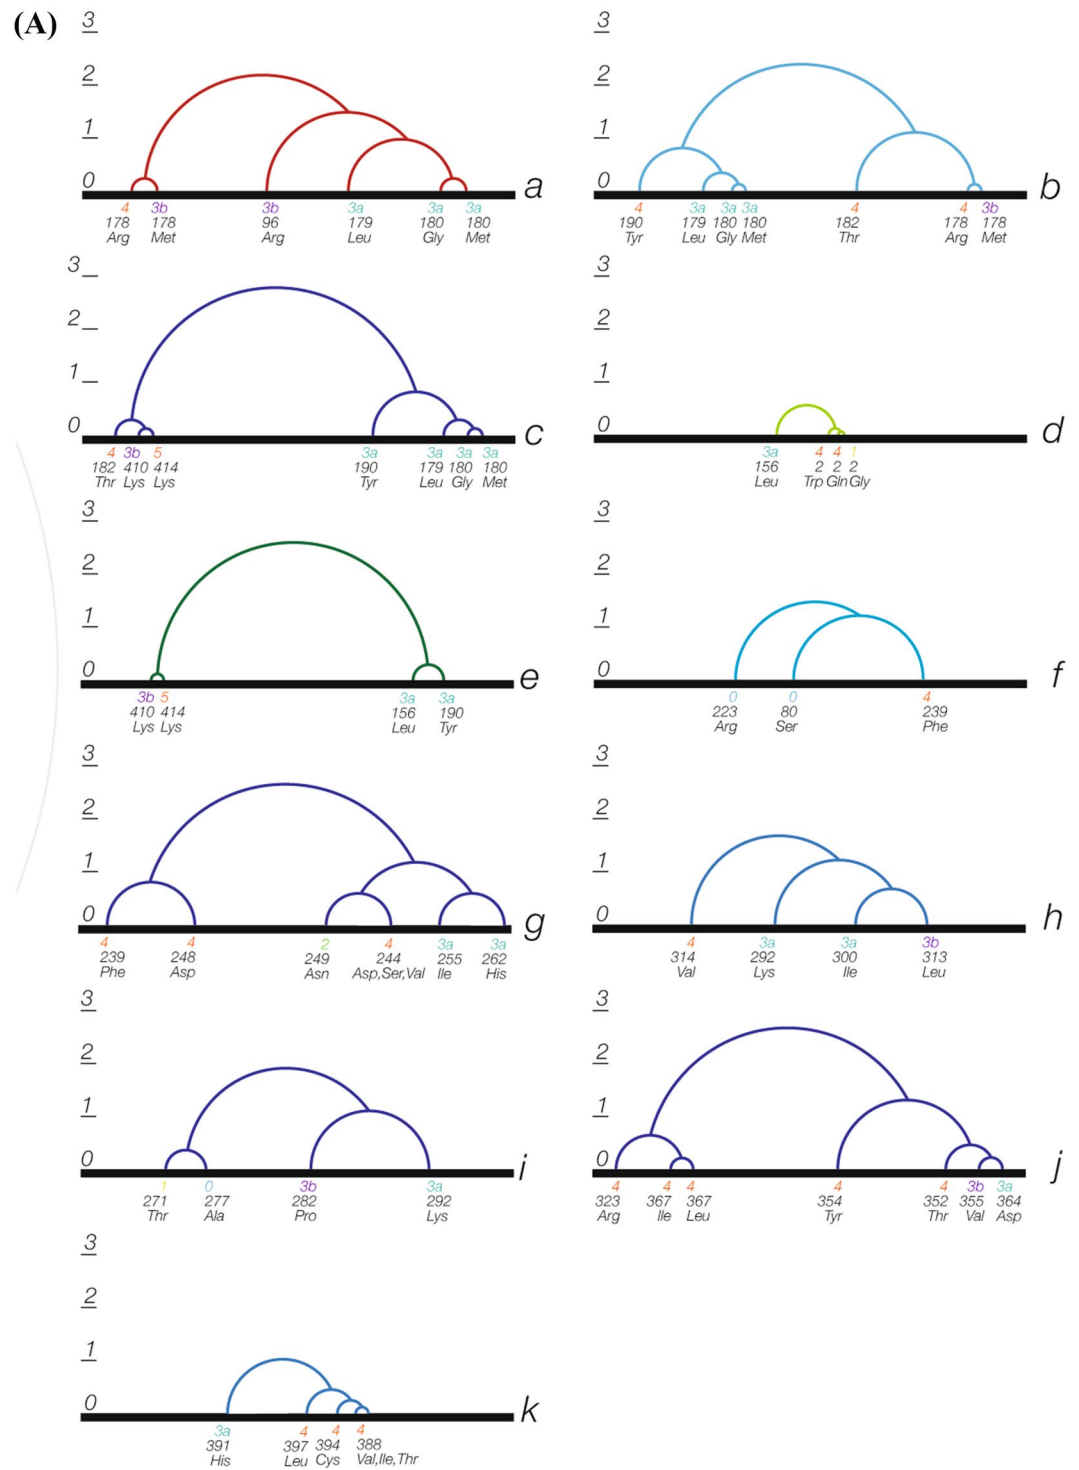 (A)
3
2
1
0
a
4 3b 3b 3a 3a 3a
178 178 96 179 180 180
Arg Met Arg Leu Gly Met
3
2
1
0
b
4 3a 3a 3a 4 4 3b
190 179 180 180 182 178 178
Tyr Leu Gly Met Thr Arg Met
3
2
1
0
c
4 3b 5 3a 3a 3a 3a
182 410 414 190 179 180 180
Thr Lys Lys Tyr Leu Gly Met
3
2
1
0
d
3a 4 4 1
156 2 2 2
Leu Trp Gln Gly
3
2
1
0
e
3b 5 3a 3a
410 414 156 190
Lys Lys Leu Tyr
3
2
1
0
f
0 0 4
223 80 239
Arg Ser Phe
3
2
1
0
g
4 4 2 4 3a 3a
239 248 249 244 255 262
Phe Asp Asn Asp,Ser,Val Ile His
3
2
1
0
h
4 3a 3a 3b
314 292 300 313
Val Lys Ile Leu
3
2
1
0
i
1 0 3b 3a
271 277 282 292
Thr Ala Pro Lys
3
2
1
0
j
4 4 4 4 4 3b 3a
323 367 367 354 352 355 364
Arg Ile Leu Tyr Thr Val Asp
3
2
1
0
k
3a 4 4 4
391 397 394 388
His Leu Cys Val,Ile,Thr